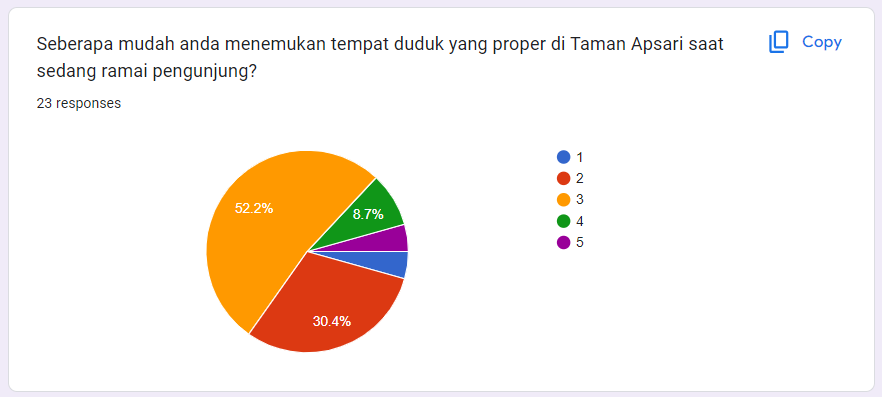 Seberapa mudah anda menemukan tempat duduk yang proper di Taman Apsari saat
sedang ramai pengunjung?
Copy
23 responses
52.2%
8.7%
30.4%
1
2
3
4
5